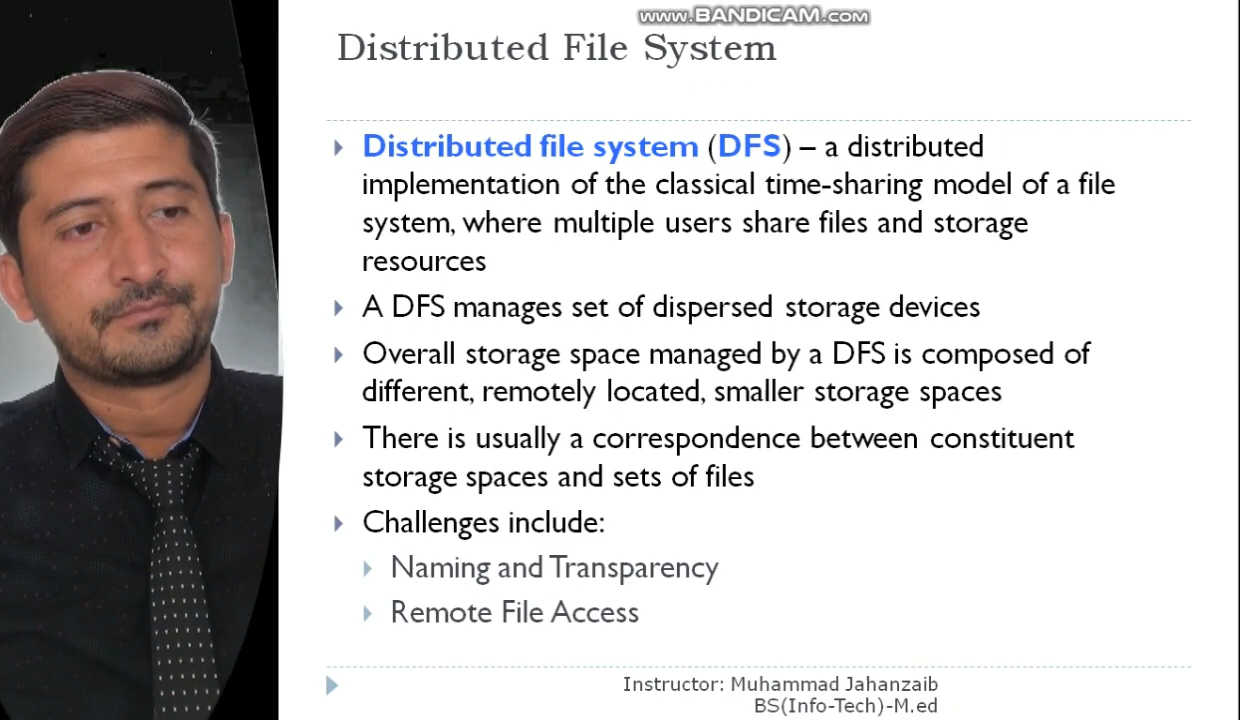 www.BANDICAM.com
Distributed File System
Distributed file system (DFS) – a distributed
implementation of the classical time-sharing model of a file
system, where multiple users share files and storage
resources
A DFS manages set of dispersed storage devices
Overall storage space managed by a DFS is composed of
different, remotely located, smaller storage spaces
There is usually a correspondence between constituent
storage spaces and sets of files
Challenges include:
Naming and Transparency
Remote File Access
Instructor: Muhammad Jahanzaib
BS(Info-Tech)-M.ed